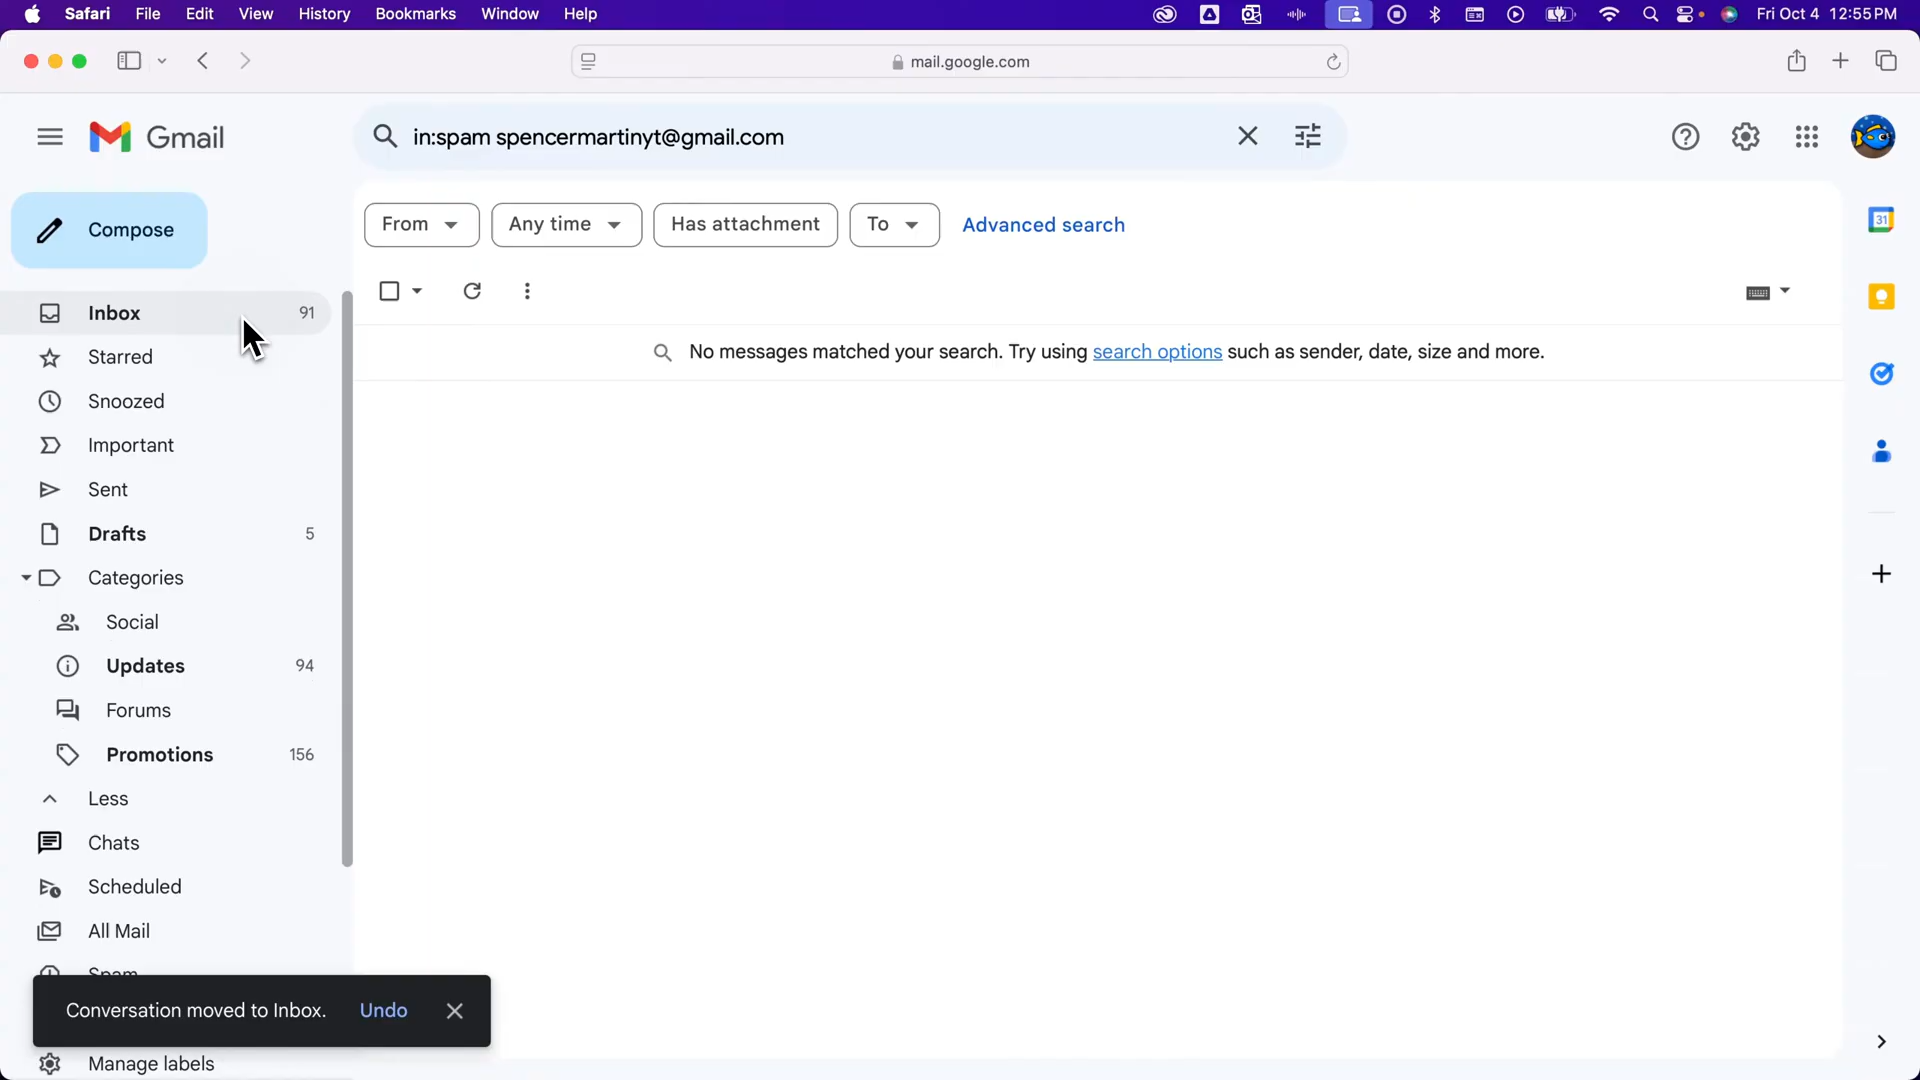 Safari File Edit View History Bookmarks Window Help Fri Oct 4 12:55 PM
mail.google.com
Gmail
in:spam spencermartinyt@gmail.com
Compose
From Any time Has attachment To Advanced search
31
Inbox 91
No messages matched your search. Try using search options such as sender, date, size and more.
Starred
Snoozed
Important
Sent
Drafts 5
Categories
Social
Updates 94
Forums
Promotions 156
Less
Chats
Scheduled
All Mail
Spam
Conversation moved to Inbox. Undo
Manage labels